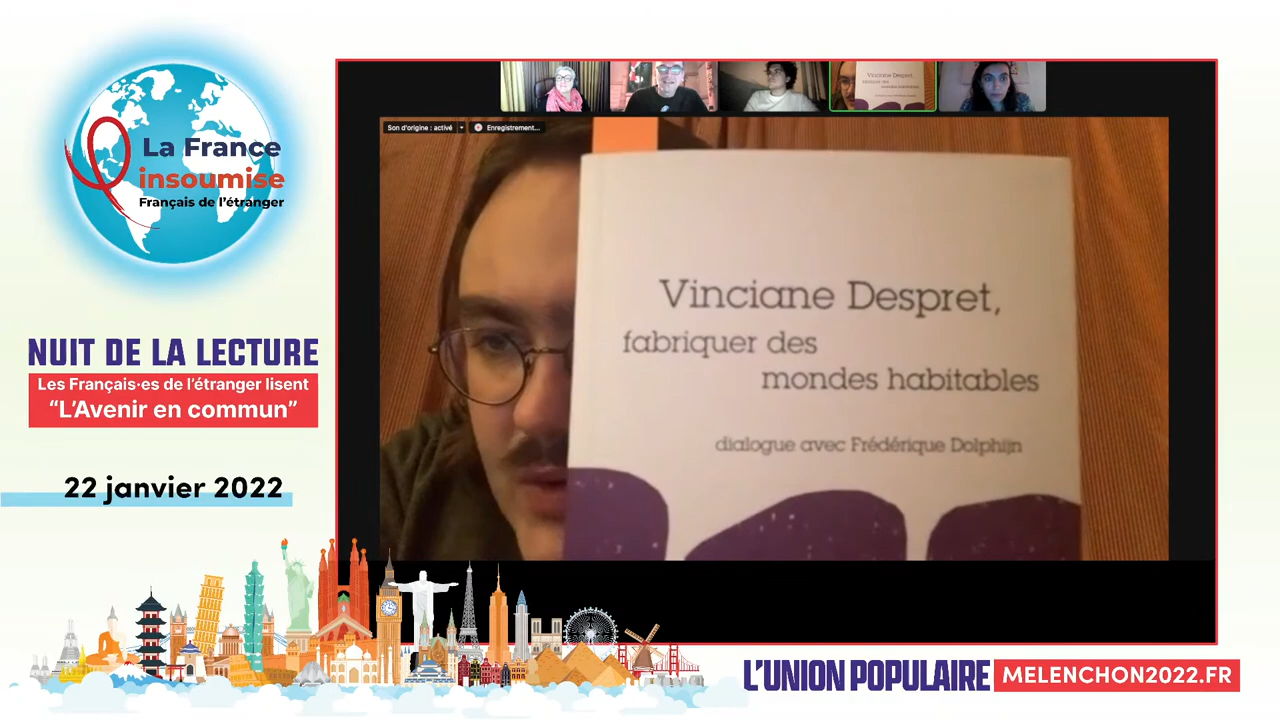 La France
insoumise
Français de l'étranger
NUIT DE LA LECTURE
Les Français·es de l'étranger lisent
“L'Avenir en commun”
22 janvier 2022
Vinciane Despret,
Son d'origine : activé
Enregistrement...
Vinciane Despret,
fabriquer des
mondes habitables
dialogue avec Frédérique Dolphijn
L'UNION POPULAIRE
MELENCHON2022.FR